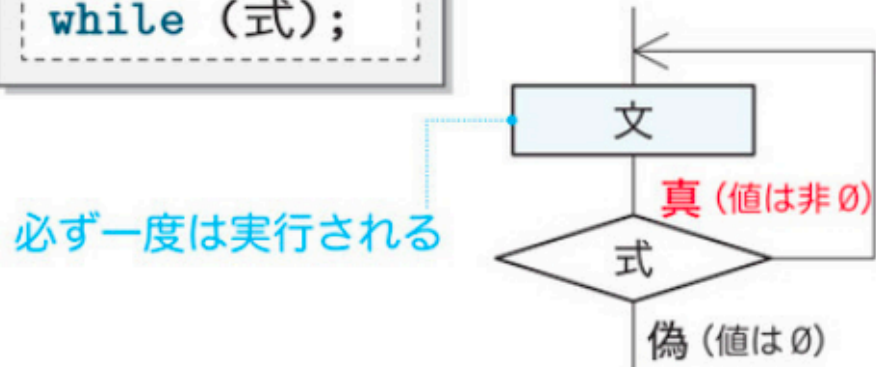 while (式);
文
真 (値は非0)
必ず一度は実行される
式
偽 (値は0)